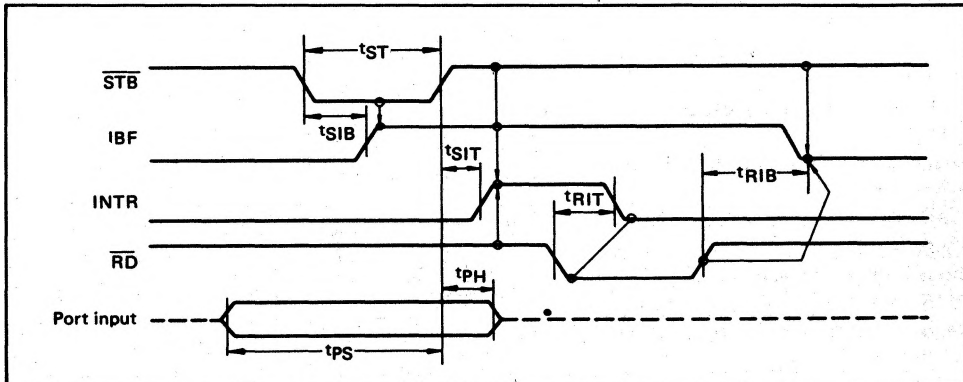 tST
STB
tSIB
IBF
tSIT
INTR
tRIT
tRIB
RD
tPH
Port input
tPS